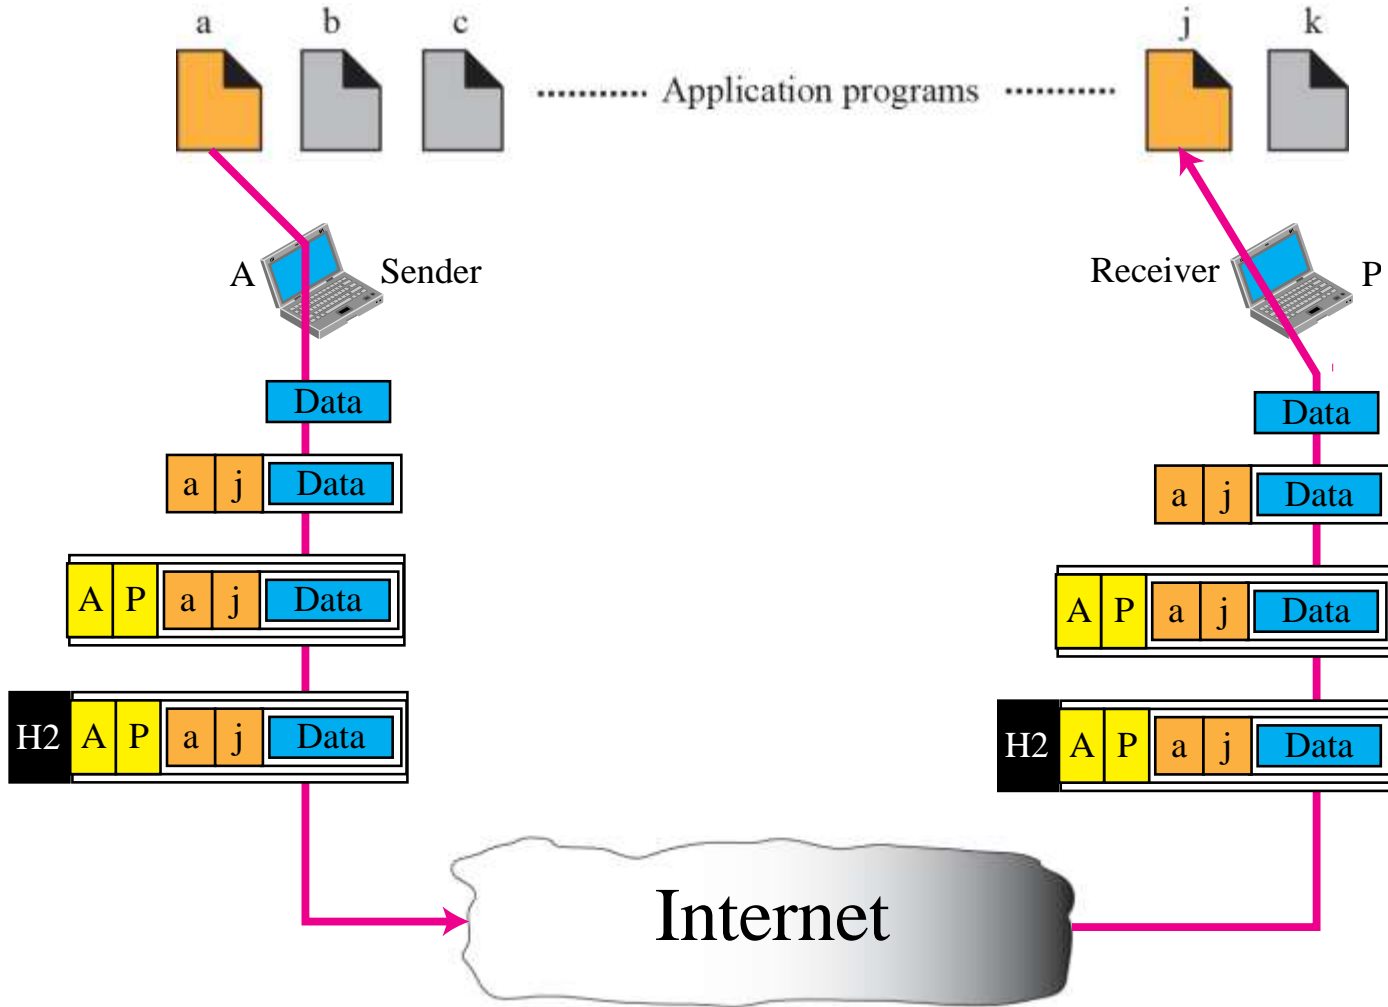 a b c j k
Application programs
A Sender Receiver P
Data Data
a j Data a j Data
A P a j Data A P a j Data
H2 A P a j Data H2 A P a j Data
Internet